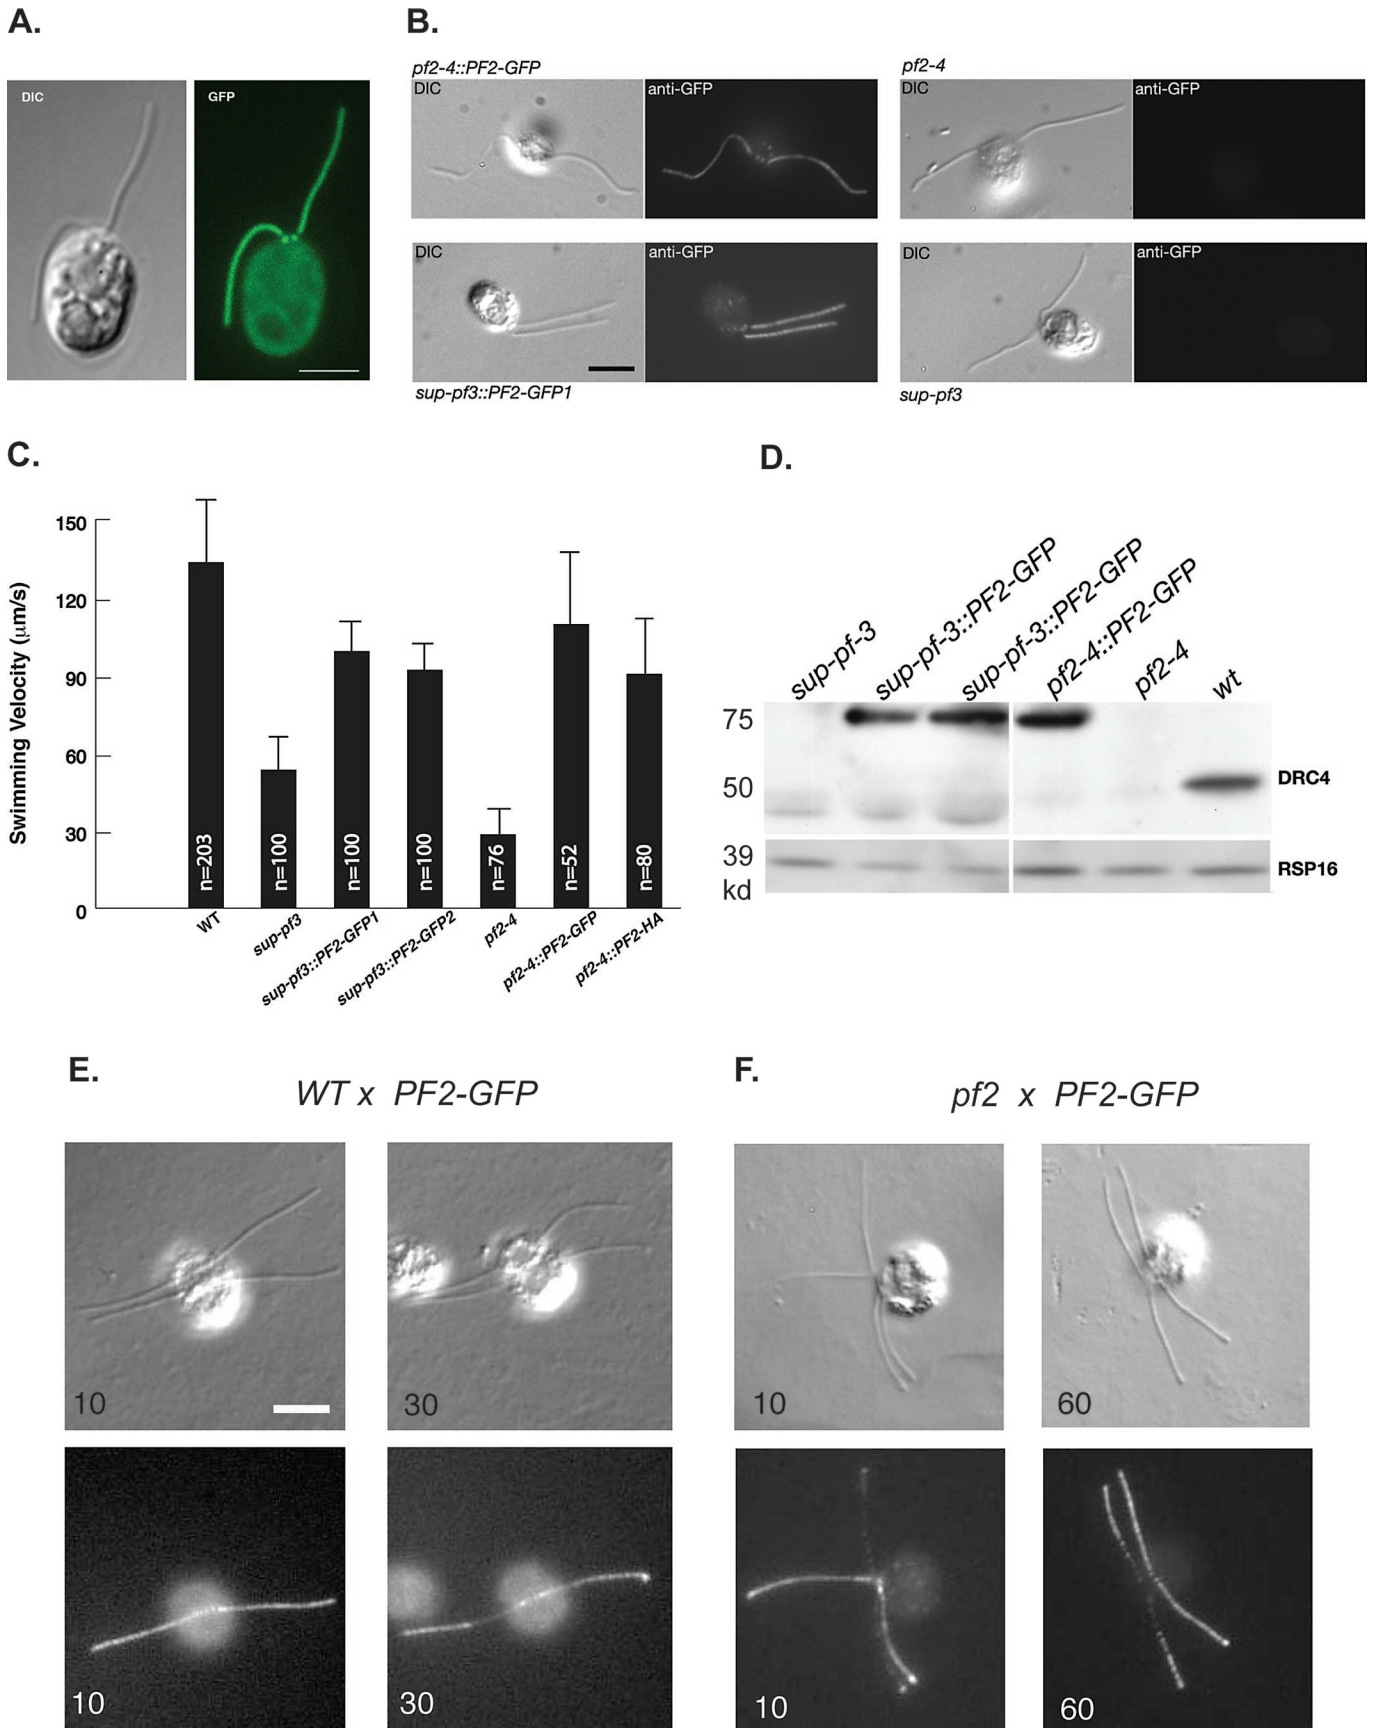 A.
B.
DIC
GFP
pf2-4::PF2-GFP
DIC
anti-GFP
pf2-4
DIC
anti-GFP
DIC
anti-GFP
sup-pf3::PF2-GFP1
DIC
anti-GFP
sup-pf3
C.
Swimming Velocity (μm/s)
150
120
90
60
30
0
n=203
n=100
n=100
n=100
n=76
n=52
n=80
WT
sup-pf3
sup-pf3::PF2-GFP1
sup-pf3::PF2-GFP2
pf2-4
pf2-4::PF2-GFP
pf2-4::PF2-HA
D.
sup-pf-3
sup-pf-3::PF2-GFP
sup-pf-3::PF2-GFP
pf2-4::PF2-GFP
pf2-4
wt
75
50
39
kd
DRC4
RSP16
E.
WT x PF2-GFP
10
30
10
30
F.
pf2 x PF2-GFP
10
60
10
60